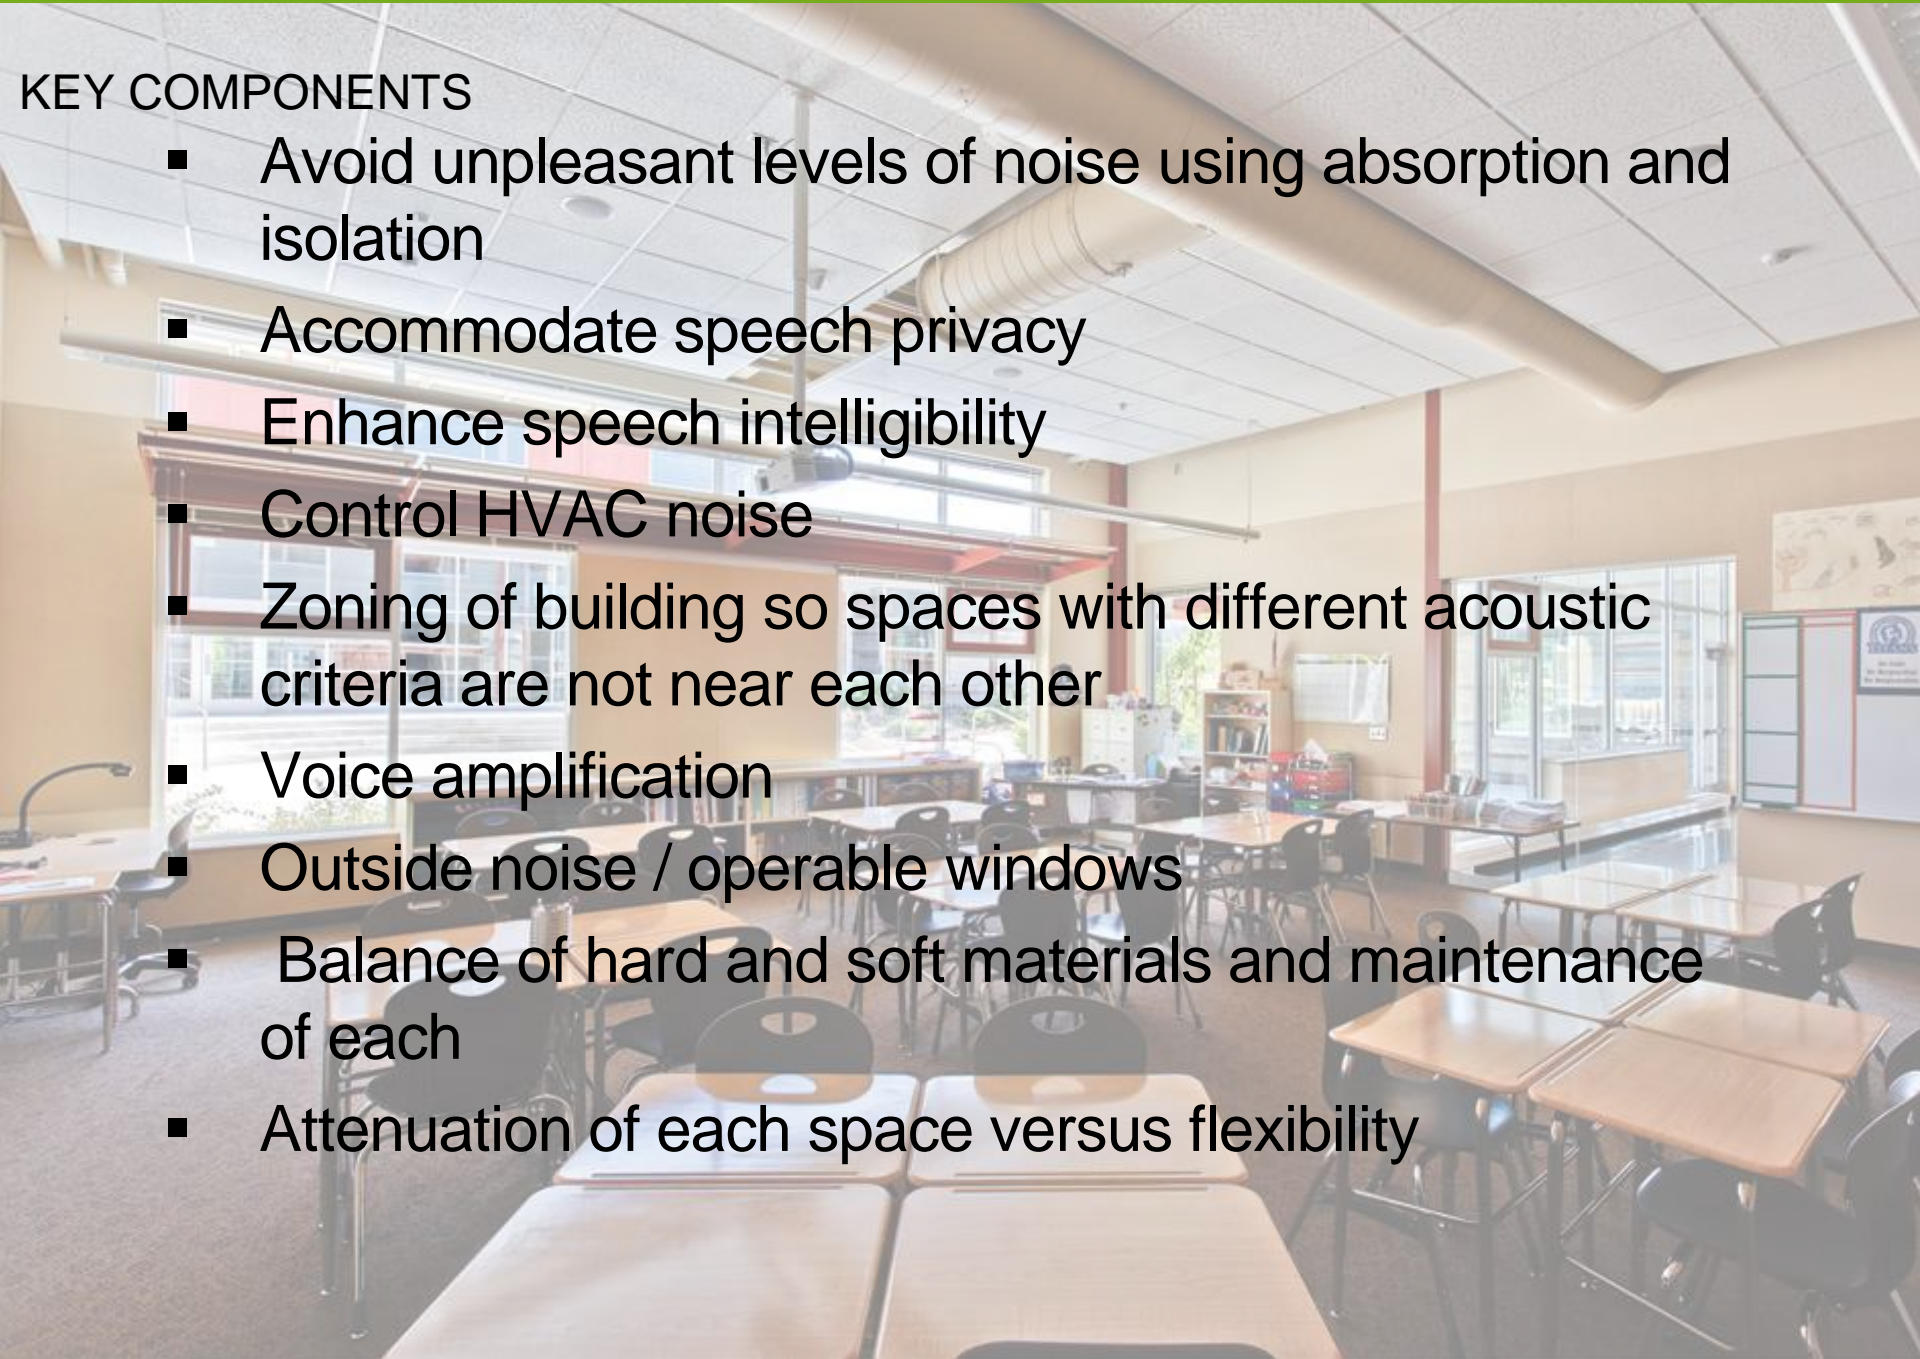 KEY COMPONENTS
▪ Avoid unpleasant levels of noise using absorption and
isolation
▪ Accommodate speech privacy
▪ Enhance speech intelligibility
▪ Control HVAC noise
▪ Zoning of building so spaces with different acoustic
criteria are not near each other
▪ Voice amplification
▪ Outside noise / operable windows
▪ Balance of hard and soft materials and maintenance
of each
▪ Attenuation of each space versus flexibility